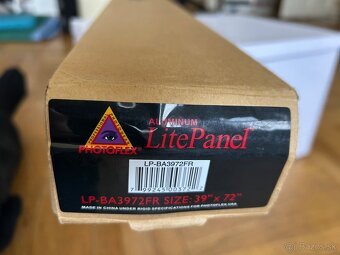 ALUMINUM
LitePanel
PHOTOFLEX
LP-BA3972FR
LP-BA3972FR SIZE: 39" x 72"
MADE IN CHINA UNDER RIGID SPECIFICATIONS FOR PHOTOFLEX USA